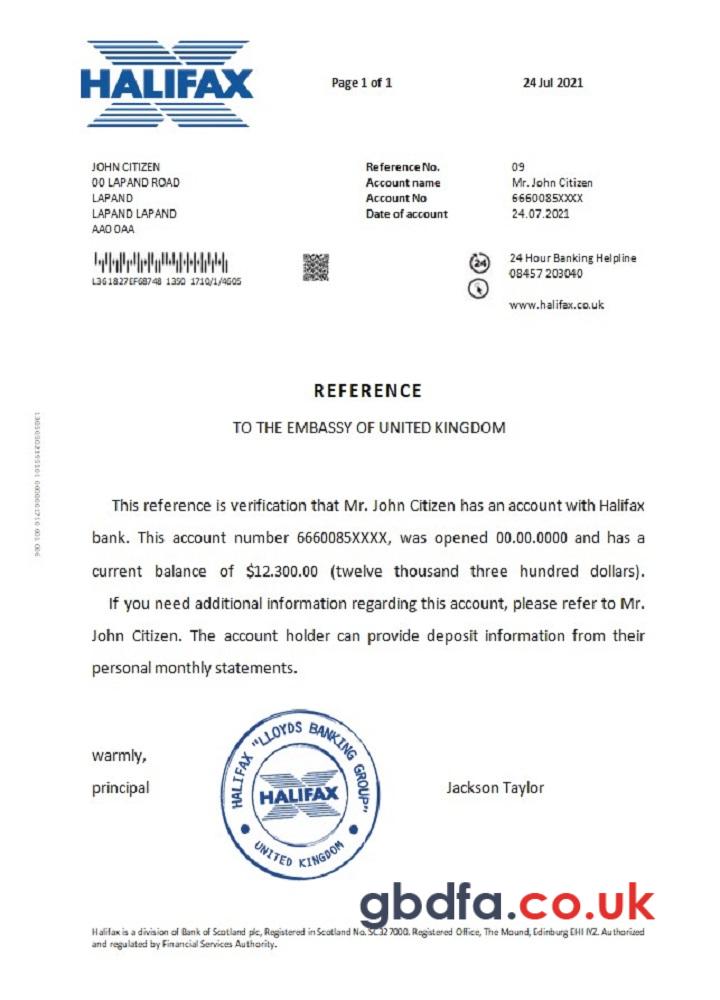 HALIFAX
Page 1 of 1
24 Jul 2021
JOHN CITIZEN
00 LAPAND ROAD
LAPAND
LAPAND LAPAND
AA0 0AA
Reference No. 09
Account name Mr. John Citizen
Account No 6660085XXXX
Date of account 24.07.2021
24
24 Hour Banking Helpline
08457 203040
www.halifax.co.uk
REFERENCE
TO THE EMBASSY OF UNITED KINGDOM
This reference is verification that Mr. John Citizen has an account with Halifax
bank. This account number 6660085XXXX, was opened 00.00.0000 and has a
current balance of $12.300.00 (twelve thousand three hundred dollars).
If you need additional information regarding this account, please refer to Mr.
John Citizen. The account holder can provide deposit information from their
personal monthly statements.
warmly,
principal
HALIFAX "LLOYDS BANKING GROUP"
HALIFAX
UNITED KINGDOM
Jackson Taylor
gbdfa.co.uk
Halifax is a division of Bank of Scotland plc, Registered in Scotland No. SC327000. Registered Office, The Mound, Edinburg EHI IYZ. Authorized
and regulated by Financial Services Authority.